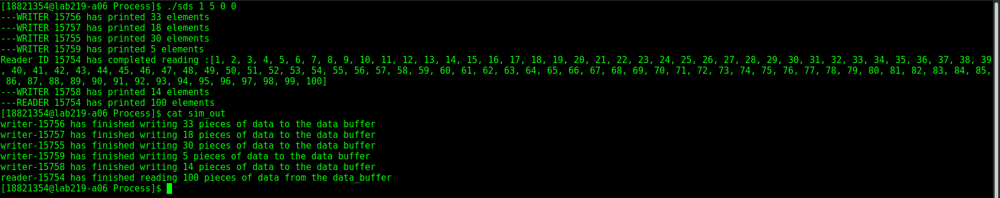 [18821354@lab219-a06 Process]$ ./sds 1 5 0 0
---WRITER 15756 has printed 33 elements
---WRITER 15757 has printed 18 elements
---WRITER 15755 has printed 30 elements
---WRITER 15759 has printed 5 elements
Reader ID 15754 has completed reading :[1, 2, 3, 4, 5, 6, 7, 8, 9, 10, 11, 12, 13, 14, 15, 16, 17, 18, 19, 20, 21, 22, 23, 24, 25, 26, 27, 28, 29, 30, 31, 32, 33, 34, 35, 36, 37, 38, 39
, 40, 41, 42, 43, 44, 45, 46, 47, 48, 49, 50, 51, 52, 53, 54, 55, 56, 57, 58, 59, 60, 61, 62, 63, 64, 65, 66, 67, 68, 69, 70, 71, 72, 73, 74, 75, 76, 77, 78, 79, 80, 81, 82, 83, 84, 85,
 86, 87, 88, 89, 90, 91, 92, 93, 94, 95, 96, 97, 98, 99, 100]
---WRITER 15758 has printed 14 elements
---READER 15754 has printed 100 elements
[18821354@lab219-a06 Process]$ cat sim_out
writer-15756 has finished writing 33 pieces of data to the data buffer
writer-15757 has finished writing 18 pieces of data to the data buffer
writer-15755 has finished writing 30 pieces of data to the data buffer
writer-15759 has finished writing 5 pieces of data to the data buffer
writer-15758 has finished writing 14 pieces of data to the data buffer
reader-15754 has finished reading 100 pieces of data from the data_buffer
[18821354@lab219-a06 Process]$